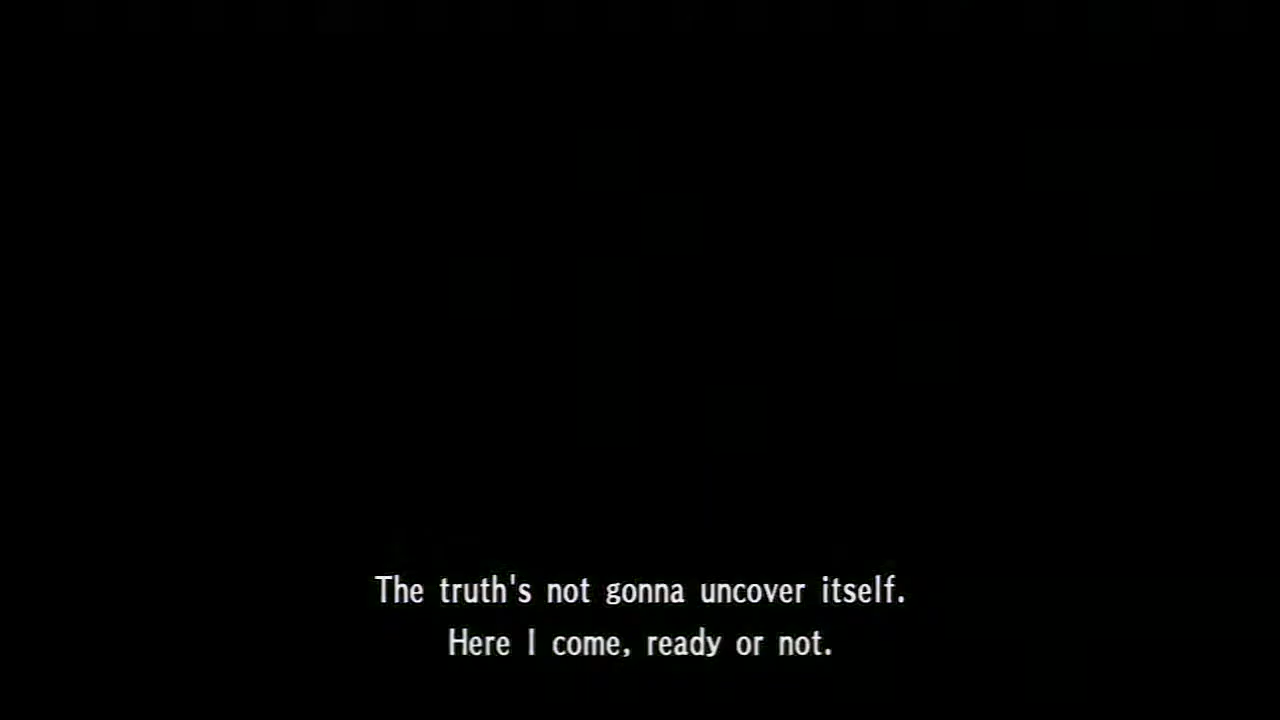 The truth's not gonna uncover itself.
Here I come, ready or not.